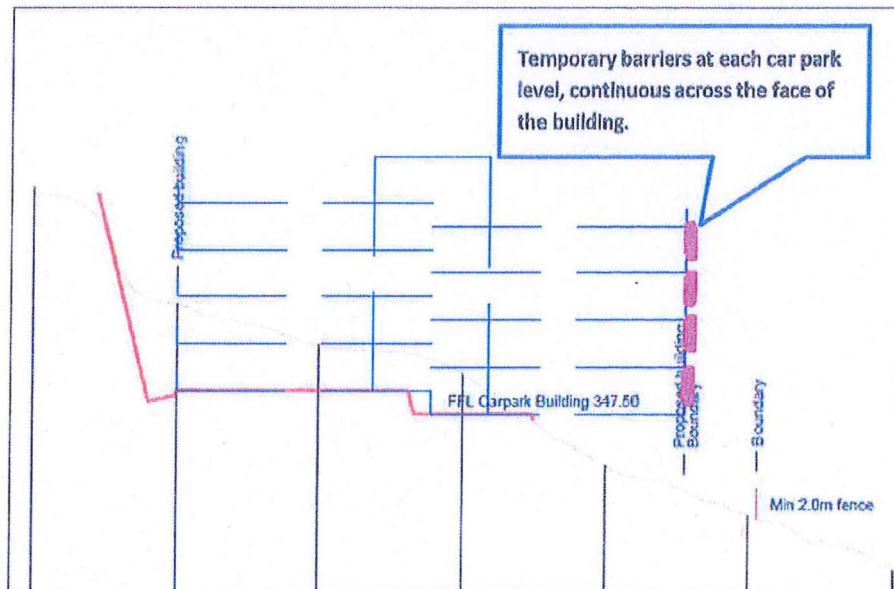 Temporary barriers at each car park
level, continuous across the face of
the building.
Proposed building
FFL Carpark Building 347.50
Proposed building
Boundary
Boundary
Min 2.0m fence